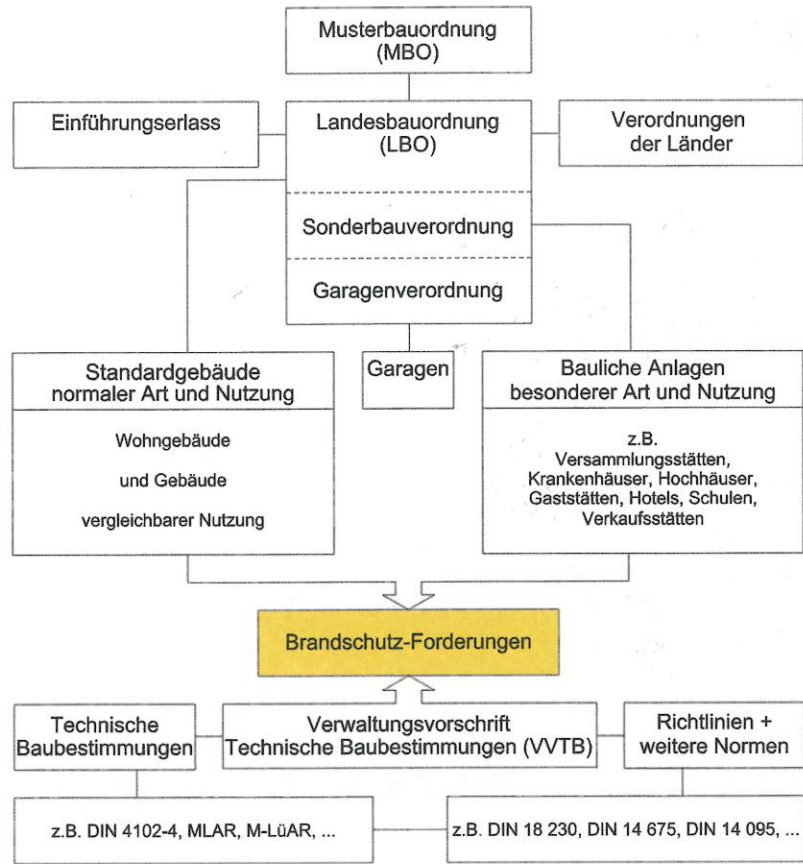 Musterbauordnung
(MBO)
Einführungserlass
Landesbauordnung
(LBO)
Verordnungen
der Länder
Sonderbauverordnung
Garagenverordnung
Standardgebäude
normaler Art und Nutzung
Garagen
Bauliche Anlagen
besonderer Art und Nutzung
Wohngebäude
und Gebäude
vergleichbarer Nutzung
z.B.
Versammlungsstätten,
Krankenhäuser, Hochhäuser,
Gaststätten, Hotels, Schulen,
Verkaufsstätten
Brandschutz-Forderungen
Technische
Baubestimmungen
Verwaltungsvorschrift
Technische Baubestimmungen (VVTB)
Richtlinien +
weitere Normen
z.B. DIN 4102-4, MLAR, M-LüAR, ...
z.B. DIN 18 230, DIN 14 675, DIN 14 095, ...